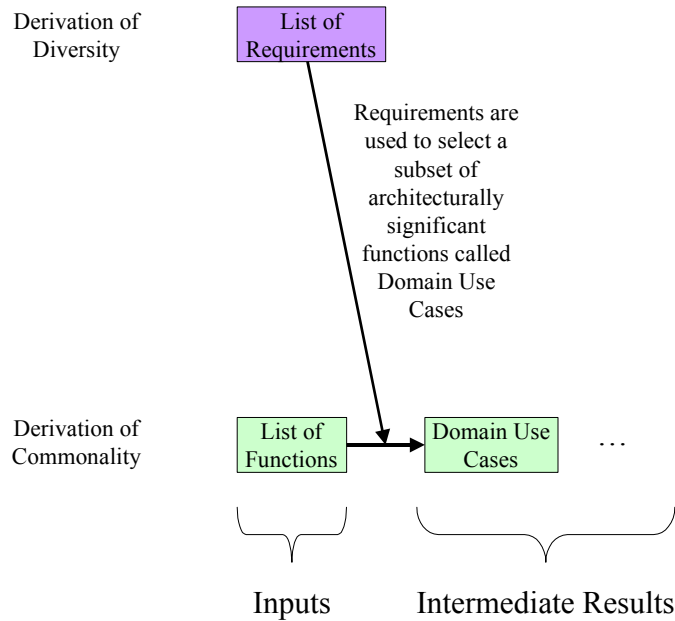 Derivation of
Diversity
List of
Requirements
Requirements are
used to select a
subset of
architecturally
significant
functions called
Domain Use
Cases
Derivation of
Commonality
List of
Functions
Domain Use
Cases
…
Inputs
Intermediate Results